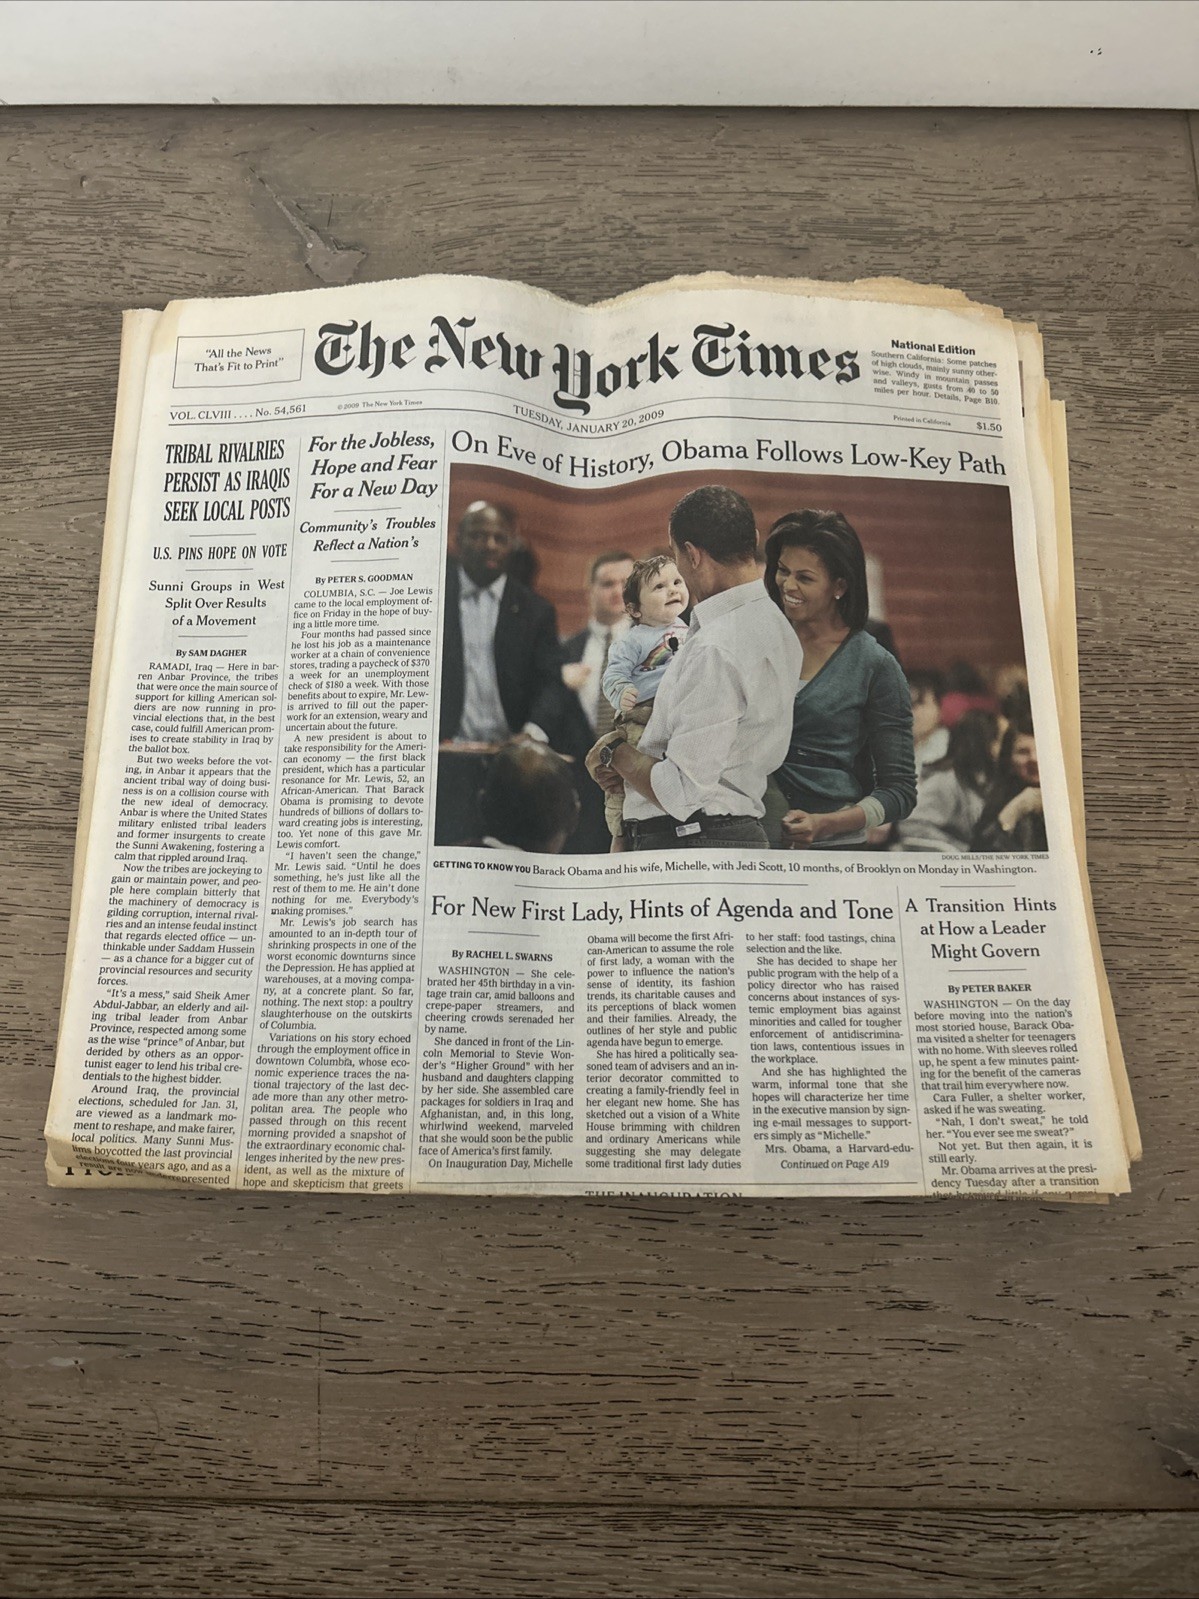 "All the News
That's Fit to Print"
The New York Times
National Edition
Southern California: Some patches
of high clouds, mainly sunny other-
wise. Windy in mountain passes
and valleys, gusts from 40 to 50
miles per hour. Details, Page B10.
VOL. CLVIII .... No. 54,561
© 2009 The New York Times
TUESDAY, JANUARY 20, 2009
Printed in California
$1.50
TRIBAL RIVALRIES
PERSIST AS IRAQIS
SEEK LOCAL POSTS
U.S. PINS HOPE ON VOTE
Sunni Groups in West
Split Over Results
of a Movement
By SAM DAGHER
RAMADI, Iraq — Here in bar-
ren Anbar Province, the tribes
that were once the main source of
support for killing American sol-
diers are now running in pro-
vincial elections that, in the best
case, could fulfill American prom-
ises to create stability in Iraq by
the ballot box.
But two weeks before the vot-
ing, in Anbar it appears that the
ancient tribal way of doing busi-
ness is on a collision course with
the new ideal of democracy.
Anbar is where the United States
military enlisted tribal leaders
and former insurgents to create
the Sunni Awakening, fostering a
calm that rippled around Iraq.
Now the tribes are jockeying to
gain or maintain power, and peo-
ple here complain bitterly that
the machinery of democracy is
gilding corruption, internal rival-
ries and an intense feudal instinct
that regards elected office — un-
thinkable under Saddam Hussein
— as a chance for a bigger cut of
provincial resources and security
forces.
"It's a mess," said Sheik Amer
Abdul-Jabbar, an elderly and ail-
ing tribal leader from Anbar
Province, respected among some
as the wise "prince" of Anbar, but
derided by others as an oppor-
tunist eager to lend his tribal cre-
dentials to the highest bidder.
Around Iraq, the provincial
elections, scheduled for Jan. 31,
are viewed as a landmark mo-
ment to reshape, and make fairer,
local politics. Many Sunni Mus-
lims boycotted the last provincial
elections four years ago, and as a
For the Jobless,
Hope and Fear
For a New Day
Community's Troubles
Reflect a Nation's
By PETER S. GOODMAN
COLUMBIA, S.C. — Joe Lewis
came to the local employment of-
fice on Friday in the hope of buy-
ing a little more time.
Four months had passed since
he lost his job as a maintenance
worker at a chain of convenience
stores, trading a paycheck of $370
a week for an unemployment
check of $180 a week. With those
benefits about to expire, Mr. Lew-
is arrived to fill out the paper-
work for an extension, weary and
uncertain about the future.
A new president is about to
take responsibility for the Ameri-
can economy — the first black
president, which has a particular
resonance for Mr. Lewis, 52, an
African-American. That Barack
Obama is promising to devote
hundreds of billions of dollars to-
ward creating jobs is interesting,
too. Yet none of this gave Mr.
Lewis comfort.
"I haven't seen the change,"
Mr. Lewis said. "Until he does
something, he's just like all the
rest of them to me. He ain't done
nothing for me. Everybody's
making promises."
Mr. Lewis's job search has
amounted to an in-depth tour of
shrinking prospects in one of the
worst economic downturns since
the Depression. He has applied at
warehouses, at a moving compa-
ny, at a concrete plant. So far,
nothing. The next stop: a poultry
slaughterhouse on the outskirts
of Columbia.
Variations on his story echoed
through the employment office in
downtown Columbia, whose eco-
nomic experience traces the na-
tional trajectory of the last dec-
ade more than any other metro-
politan area. The people who
passed through on this recent
morning provided a snapshot of
the extraordinary economic chal-
lenges inherited by the new pres-
ident, as well as the mixture of
hope and skepticism that greets
On Eve of History, Obama Follows Low-Key Path
DOUG MILLS/THE NEW YORK TIMES
GETTING TO KNOW YOU Barack Obama and his wife, Michelle, with Jedi Scott, 10 months, of Brooklyn on Monday in Washington.
For New First Lady, Hints of Agenda and Tone
By RACHEL L. SWARNS
WASHINGTON — She cele-
brated her 45th birthday in a vin-
tage train car, amid balloons and
crepe-paper streamers, and
cheering crowds serenaded her
by name.
She danced in front of the Lin-
coln Memorial to Stevie Won-
der's "Higher Ground" with her
husband and daughters clapping
by her side. She assembled care
packages for soldiers in Iraq and
Afghanistan, and, in this long,
whirlwind weekend, marveled
that she would soon be the public
face of America's first family.
On Inauguration Day, Michelle
Obama will become the first Afri-
can-American to assume the role
of first lady, a woman with the
power to influence the nation's
sense of identity, its fashion
trends, its charitable causes and
its perceptions of black women
and their families. Already, the
outlines of her style and public
agenda have begun to emerge.
She has hired a politically sea-
soned team of advisers and an in-
terior decorator committed to
creating a family-friendly feel in
her elegant new home. She has
sketched out a vision of a White
House brimming with children
and ordinary Americans while
suggesting she may delegate
some traditional first lady duties
to her staff: food tastings, china
selection and the like.
She has decided to shape her
public program with the help of a
policy director who has raised
concerns about instances of sys-
temic employment bias against
minorities and called for tougher
enforcement of antidiscrimina-
tion laws, contentious issues in
the workplace.
And she has highlighted the
warm, informal tone that she
hopes will characterize her time
in the executive mansion by sign-
ing e-mail messages to support-
ers simply as "Michelle."
Mrs. Obama, a Harvard-edu-
Continued on Page A19
A Transition Hints
at How a Leader
Might Govern
By PETER BAKER
WASHINGTON — On the day
before moving into the nation's
most storied house, Barack Oba-
ma visited a shelter for teenagers
with no home. With sleeves rolled
up, he spent a few minutes paint-
ing for the benefit of the cameras
that trail him everywhere now.
Cara Fuller, a shelter worker,
asked if he was sweating.
"Nah, I don't sweat," he told
her. "You ever see me sweat?"
Not yet. But then again, it is
still early.
Mr. Obama arrives at the presi-
dency Tuesday after a transition
THE INAUGURATION